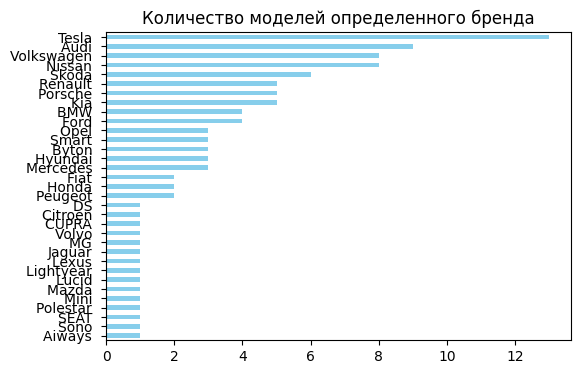 Количество моделей определенного бренда
Tesla
Audi
Volkswagen
Nissan
Skoda
Renault
Porsche
Kia
BMW
Ford
Opel
Smart
Byton
Hyundai
Mercedes
Fiat
Honda
Peugeot
DS
Citroen
CUPRA
Volvo
MG
Jaguar
Lexus
Lightyear
Lucid
Mazda
Mini
Polestar
SEAT
Sono
Aiways
0 2 4 6 8 10 12